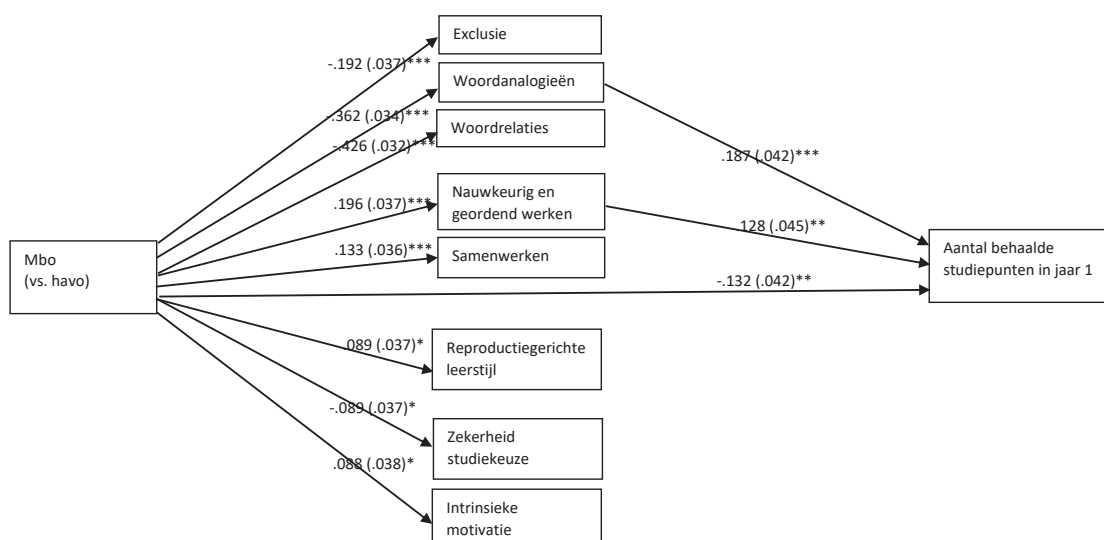 Exclusie
-.192 (.037)***
Woordanalogieën
-.362 (.034)***
Woordrelaties
-.426 (.032)***
.187 (.042)***
Nauwkeurig en
geordend werken
.196 (.037)***
.128 (.045)**
Mbo
(vs. havo)
.133 (.036)***
Samenwerken
Aantal behaalde
studiepunten in jaar 1
-.132 (.042)**
.089 (.037)*
Reproductiegerichte
leerstijl
-.089 (.037)*
Zekerheid
studiekeuze
.088 (.038)*
Intrinsieke
motivatie